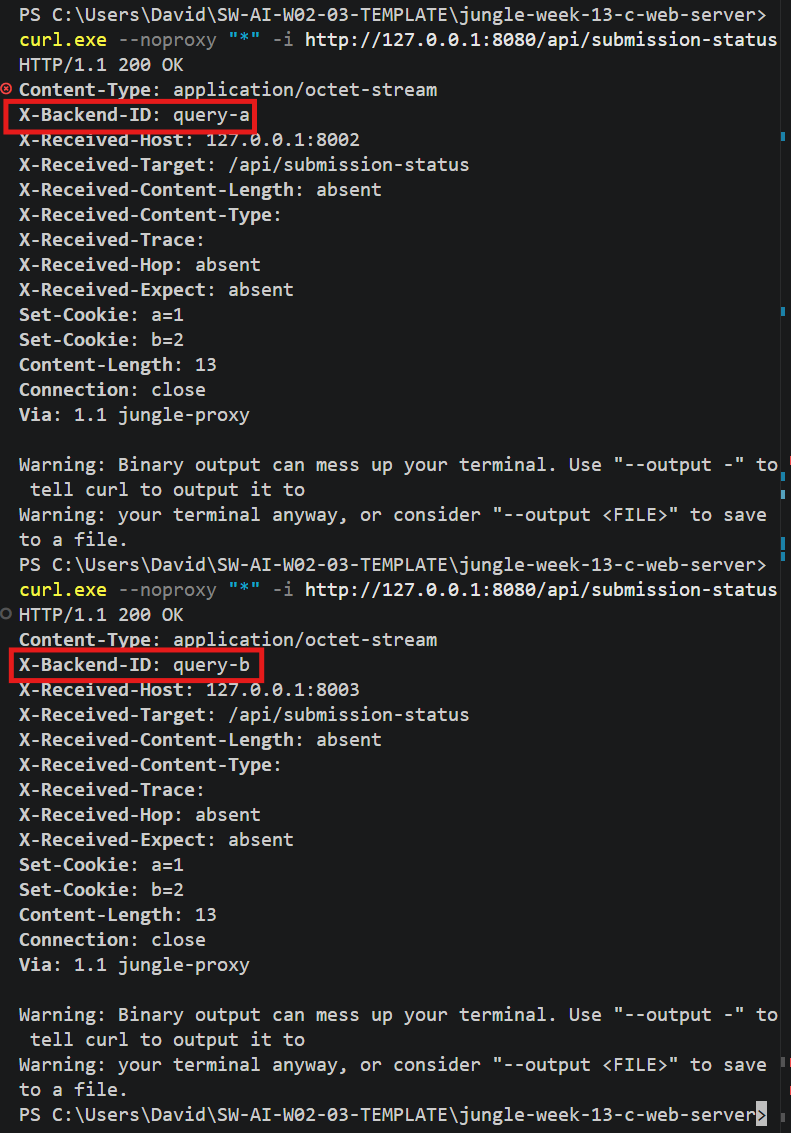 PS C:\Users\David\SW-AI-W02-03-TEMPLATE\jungle-week-13-c-web-server>
curl.exe --noproxy "*" -i http://127.0.0.1:8080/api/submission-status
HTTP/1.1 200 OK
Content-Type: application/octet-stream
X-Backend-ID: query-a
X-Received-Host: 127.0.0.1:8002
X-Received-Target: /api/submission-status
X-Received-Content-Length: absent
X-Received-Content-Type:
X-Received-Trace:
X-Received-Hop: absent
X-Received-Expect: absent
Set-Cookie: a=1
Set-Cookie: b=2
Content-Length: 13
Connection: close
Via: 1.1 jungle-proxy
Warning: Binary output can mess up your terminal. Use "--output -" to
tell curl to output it to
Warning: your terminal anyway, or consider "--output <FILE>" to save
to a file.
PS C:\Users\David\SW-AI-W02-03-TEMPLATE\jungle-week-13-c-web-server>
curl.exe --noproxy "*" -i http://127.0.0.1:8080/api/submission-status
HTTP/1.1 200 OK
Content-Type: application/octet-stream
X-Backend-ID: query-b
X-Received-Host: 127.0.0.1:8003
X-Received-Target: /api/submission-status
X-Received-Content-Length: absent
X-Received-Content-Type:
X-Received-Trace:
X-Received-Hop: absent
X-Received-Expect: absent
Set-Cookie: a=1
Set-Cookie: b=2
Content-Length: 13
Connection: close
Via: 1.1 jungle-proxy
Warning: Binary output can mess up your terminal. Use "--output -" to
tell curl to output it to
Warning: your terminal anyway, or consider "--output <FILE>" to save
to a file.
PS C:\Users\David\SW-AI-W02-03-TEMPLATE\jungle-week-13-c-web-server>